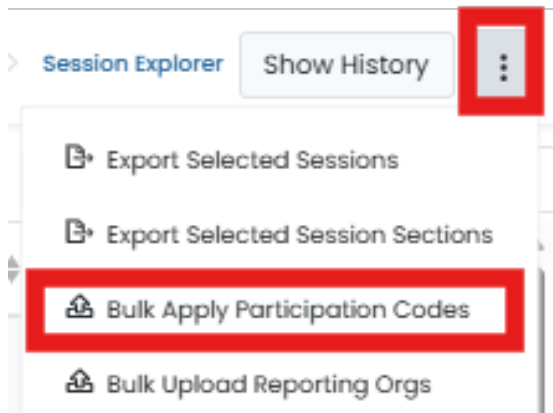 Session Explorer Show History
Export Selected Sessions
Export Selected Session Sections
Bulk Apply Participation Codes
Bulk Upload Reporting Orgs